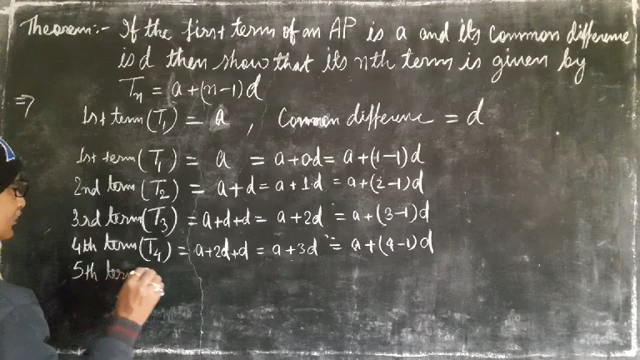 Theorem:- If the first term of an AP is a and its common difference
is d then show that its nth term is given by
Tn = a+(n-1)d
⇒
1st term (T1) = a , Common difference = d
1st term (T1) = a = a+0d = a+(1-1)d
2nd term (T2) = a+d = a+1d = a+(2-1)d
3rd term (T3) = a+d+d = a+2d = a+(3-1)d
4th term (T4) = a+2d+d = a+3d = a+(4-1)d
5th ter